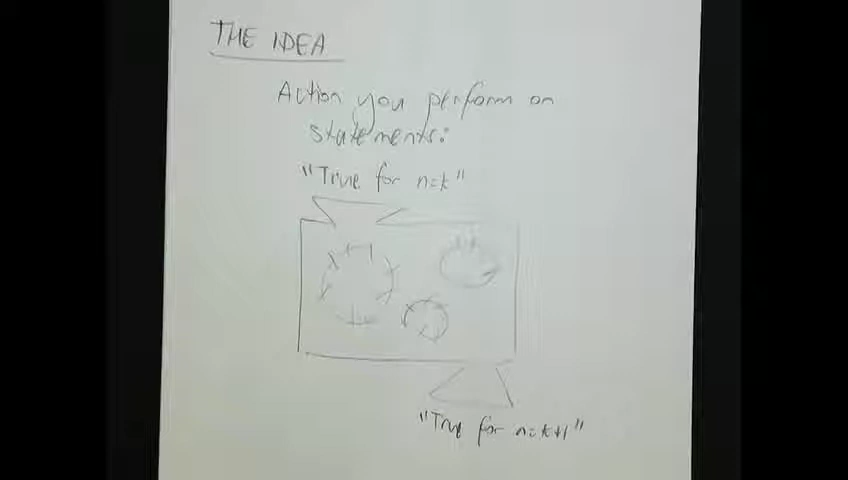 THE IDEA
Action you perform on
statements:
"True for n=k"
"True for n=k+1"